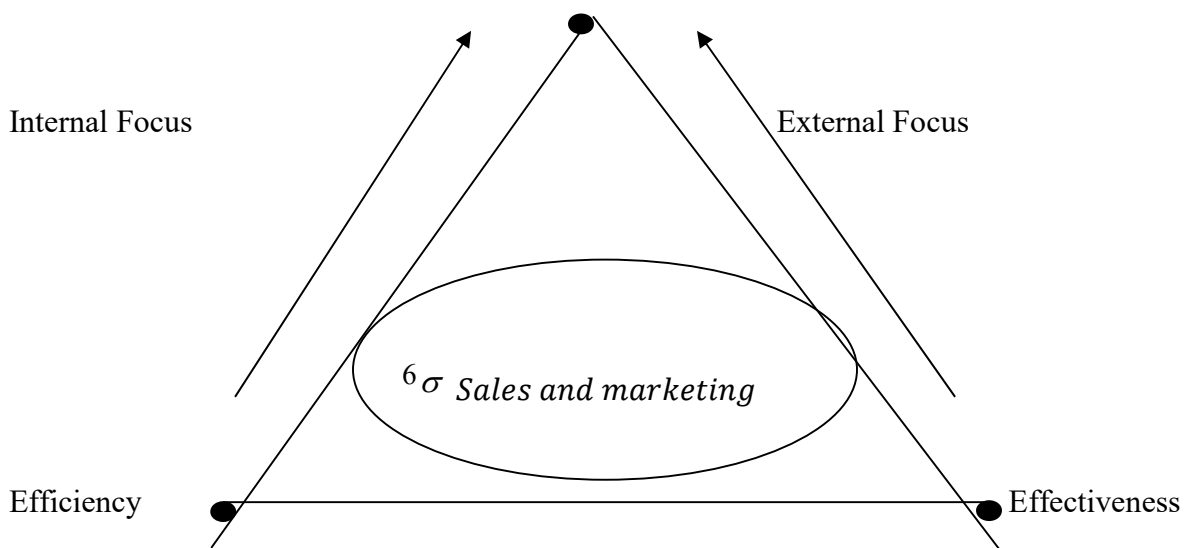 Internal Focus
External Focus
6σ Sales and marketing
Efficiency
Effectiveness